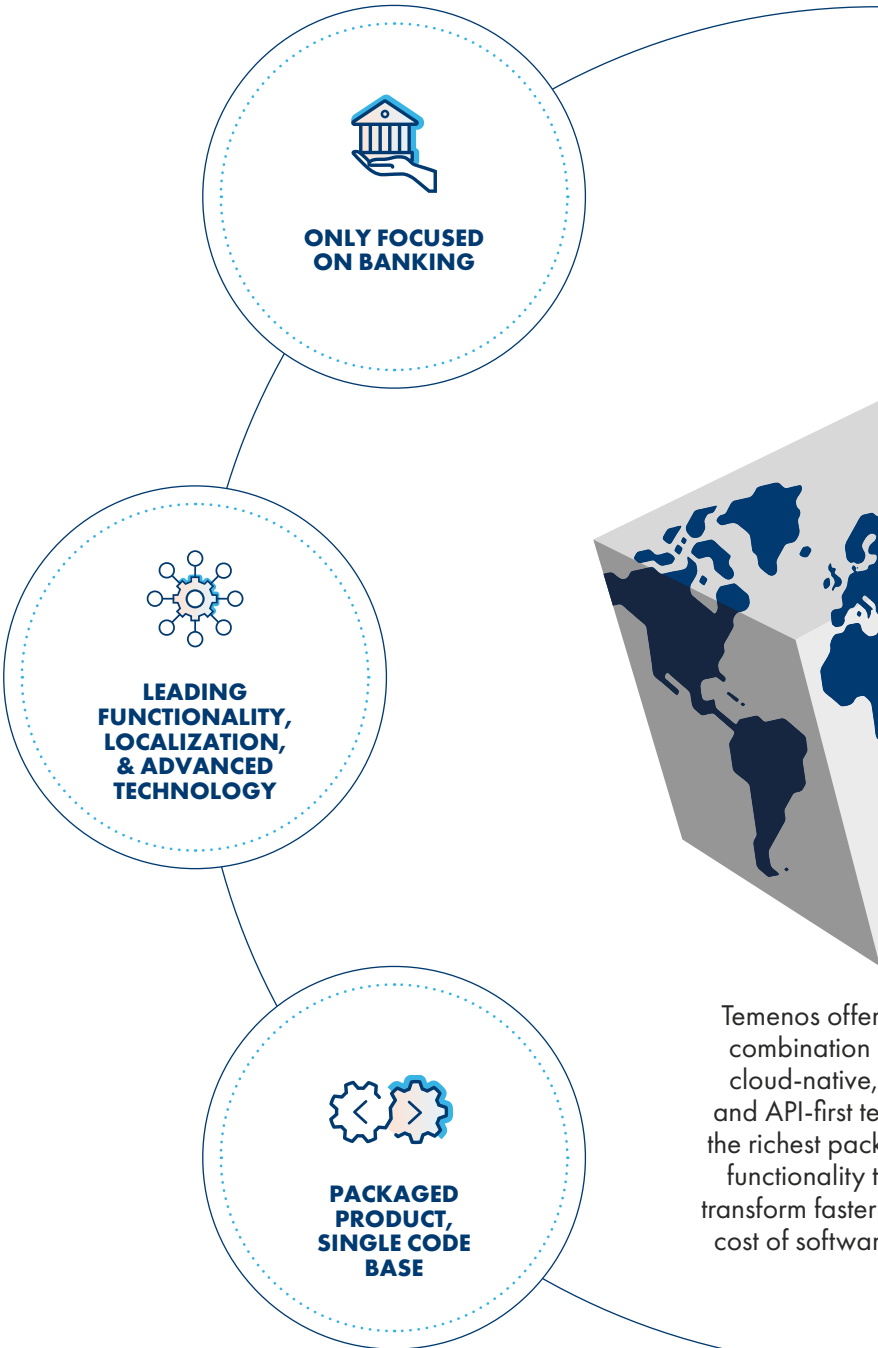 ONLY FOCUSED
ON BANKING
LEADING
FUNCTIONALITY,
LOCALIZATION,
& ADVANCED
TECHNOLOGY
PACKAGED
PRODUCT,
SINGLE CODE
BASE
Temenos offer
combination
cloud-native,
and API-first te
the richest pack
functionality t
transform faster
cost of softwar